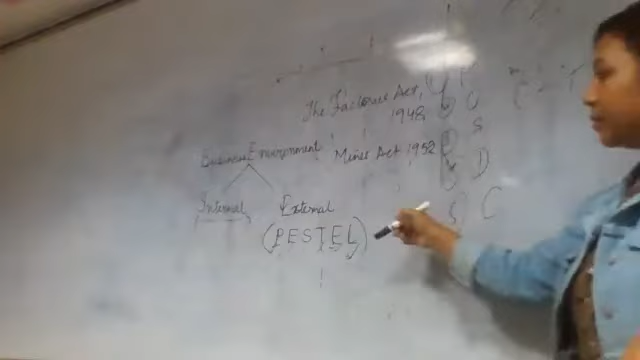 The Factories Act,
1948
Business Environment
Mines Act 1952
Internal
External
(PESTEL)
S
D
C